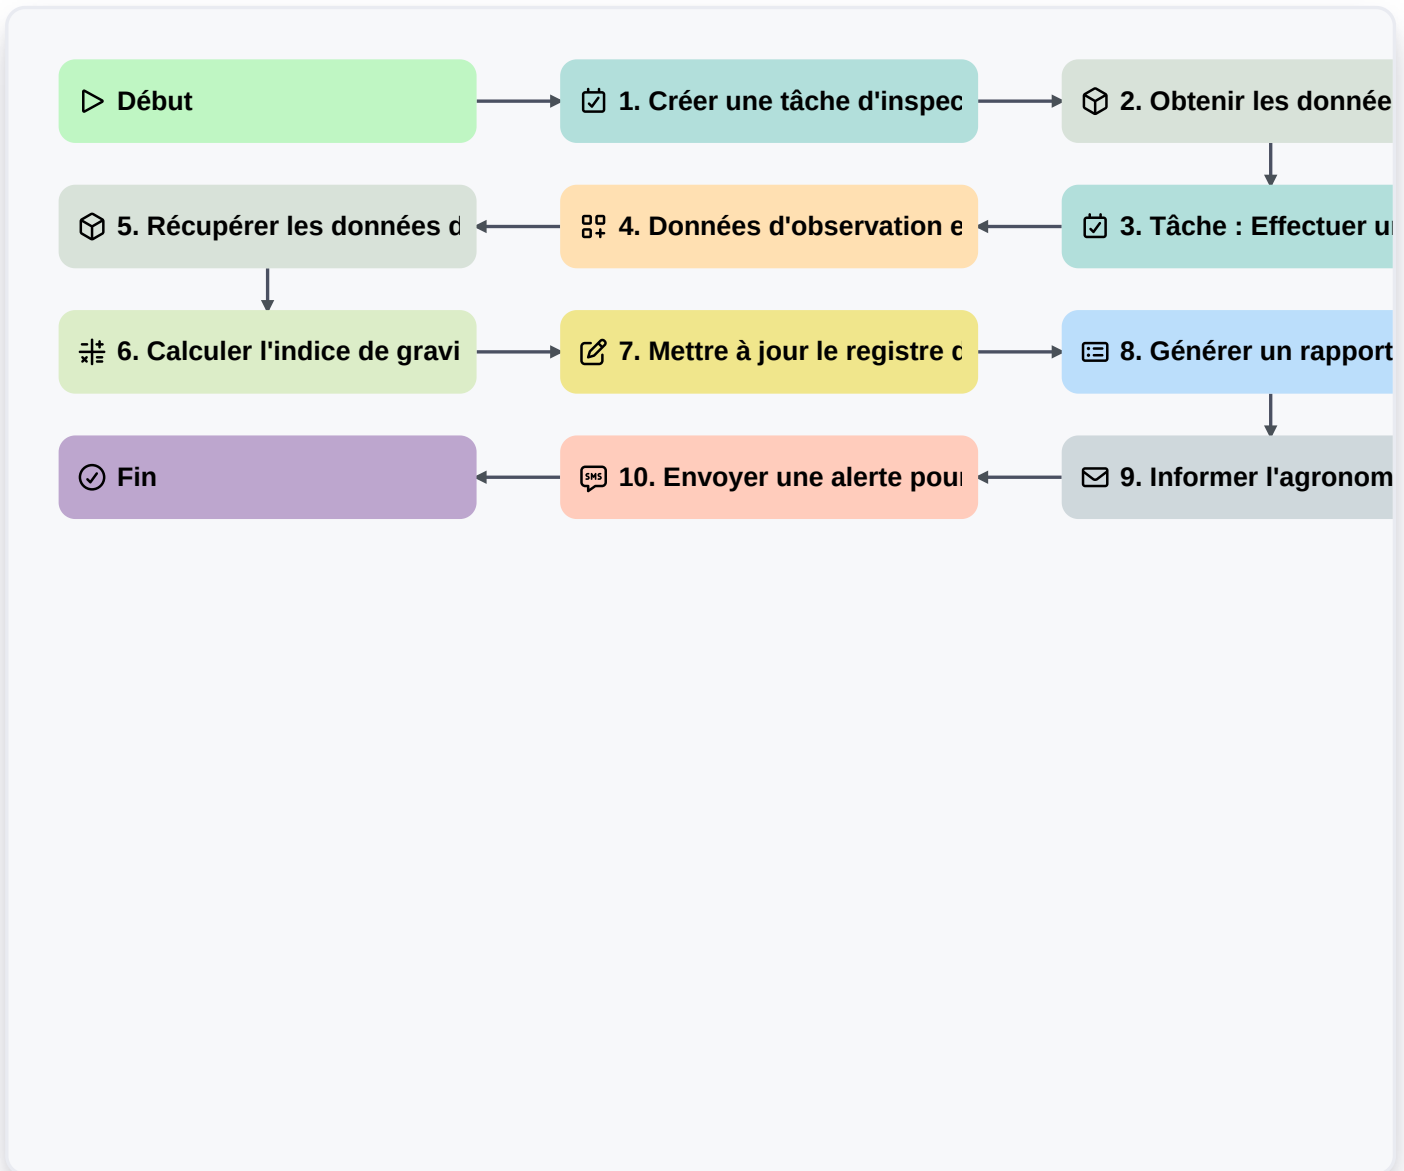 Début
1. Créer une tâche d'inspec
2. Obtenir les donnée
5. Récupérer les données d
4. Données d'observation e
3. Tâche : Effectuer u
6. Calculer l'indice de gravi
7. Mettre à jour le registre d
8. Générer un rapport
Fin
10. Envoyer une alerte pour
SMS
9. Informer l'agronom